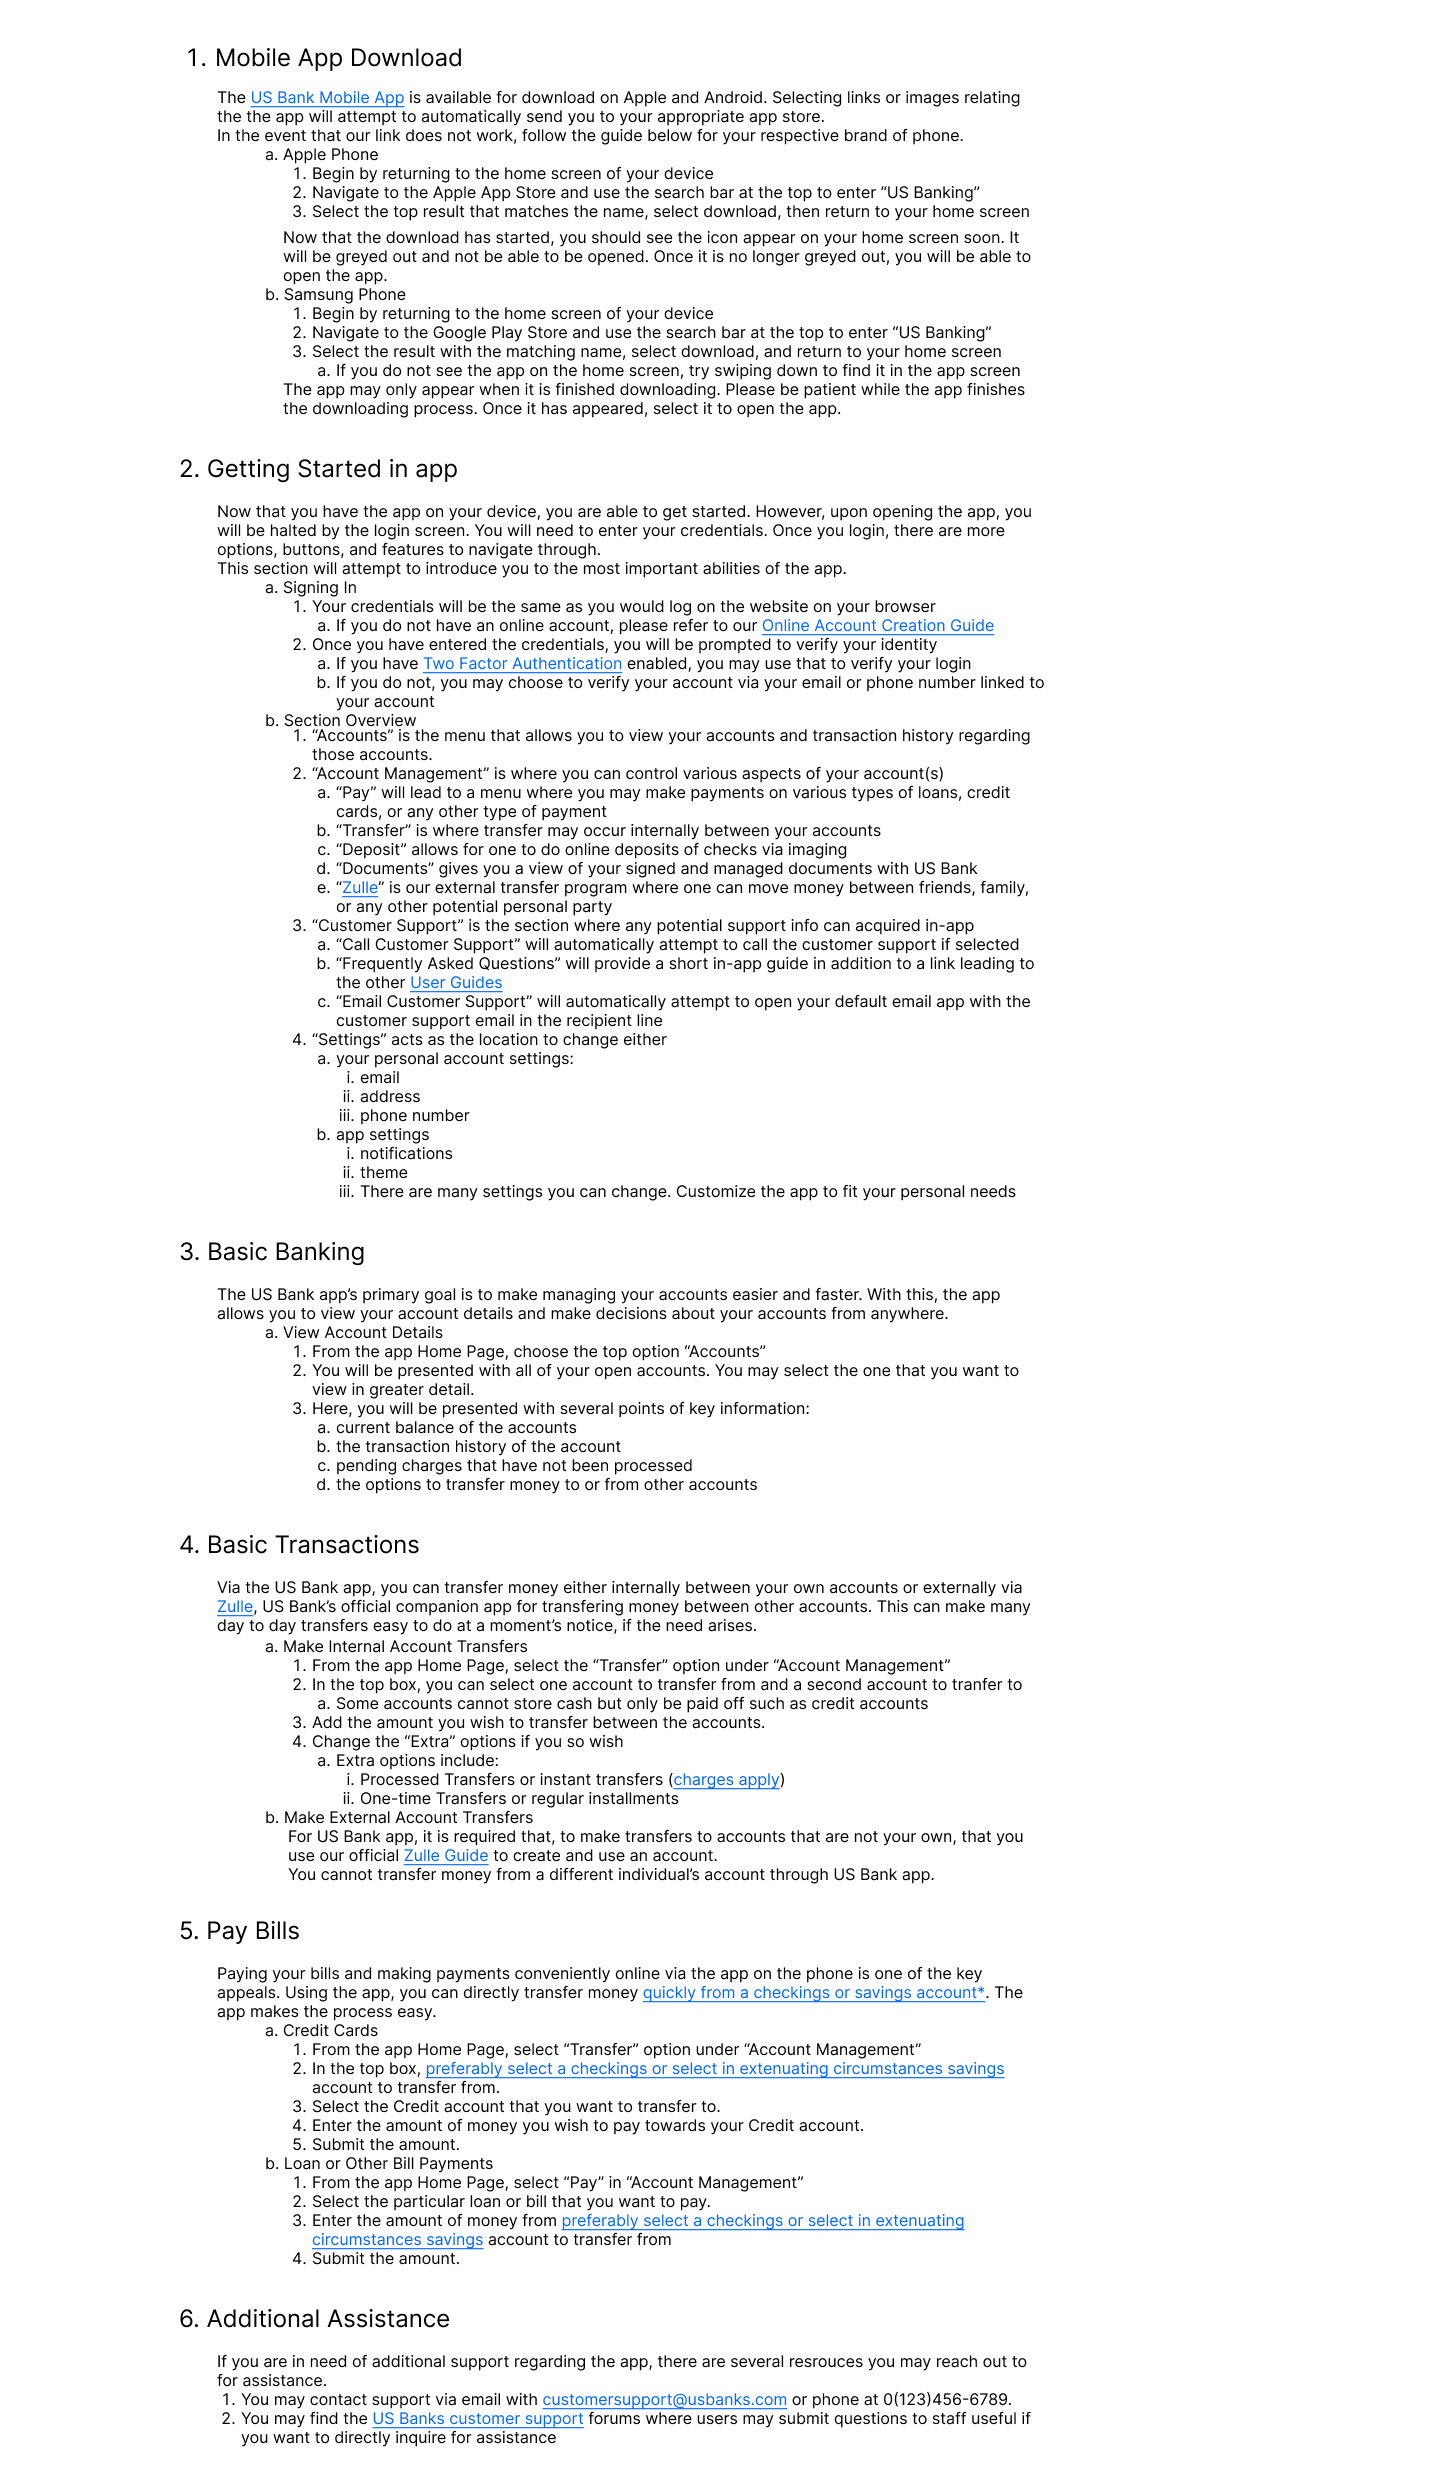 1. Mobile App Download
The US Bank Mobile App is available for download on Apple and Android. Selecting links or images relating
the the app will attempt to automatically send you to your appropriate app store.
In the event that our link does not work, follow the guide below for your respective brand of phone.
a. Apple Phone
1. Begin by returning to the home screen of your device
2. Navigate to the Apple App Store and use the search bar at the top to enter “US Banking”
3. Select the top result that matches the name, select download, then return to your home screen
Now that the download has started, you should see the icon appear on your home screen soon. It
will be greyed out and not be able to be opened. Once it is no longer greyed out, you will be able to
open the app.
b. Samsung Phone
1. Begin by returning to the home screen of your device
2. Navigate to the Google Play Store and use the search bar at the top to enter “US Banking”
3. Select the result with the matching name, select download, and return to your home screen
a. If you do not see the app on the home screen, try swiping down to find it in the app screen
The app may only appear when it is finished downloading. Please be patient while the app finishes
the downloading process. Once it has appeared, select it to open the app.
2. Getting Started in app
Now that you have the app on your device, you are able to get started. However, upon opening the app, you
will be halted by the login screen. You will need to enter your credentials. Once you login, there are more
options, buttons, and features to navigate through.
This section will attempt to introduce you to the most important abilities of the app.
a. Signing In
1. Your credentials will be the same as you would log on the website on your browser
a. If you do not have an online account, please refer to our Online Account Creation Guide
2. Once you have entered the credentials, you will be prompted to verify your identity
a. If you have Two Factor Authentication enabled, you may use that to verify your login
b. If you do not, you may choose to verify your account via your email or phone number linked to
your account
b. Section Overview
1. “Accounts” is the menu that allows you to view your accounts and transaction history regarding
those accounts.
2. “Account Management” is where you can control various aspects of your account(s)
a. “Pay” will lead to a menu where you may make payments on various types of loans, credit
cards, or any other type of payment
b. “Transfer” is where transfer may occur internally between your accounts
c. “Deposit” allows for one to do online deposits of checks via imaging
d. “Documents” gives you a view of your signed and managed documents with US Bank
e. “Zulle” is our external transfer program where one can move money between friends, family,
or any other potential personal party
3. “Customer Support” is the section where any potential support info can acquired in-app
a. “Call Customer Support” will automatically attempt to call the customer support if selected
b. “Frequently Asked Questions” will provide a short in-app guide in addition to a link leading to
the other User Guides
c. “Email Customer Support” will automatically attempt to open your default email app with the
customer support email in the recipient line
4. “Settings” acts as the location to change either
a. your personal account settings:
i. email
ii. address
iii. phone number
b. app settings
i. notifications
ii. theme
iii. There are many settings you can change. Customize the app to fit your personal needs
3. Basic Banking
The US Bank app’s primary goal is to make managing your accounts easier and faster. With this, the app
allows you to view your account details and make decisions about your accounts from anywhere.
a. View Account Details
1. From the app Home Page, choose the top option “Accounts”
2. You will be presented with all of your open accounts. You may select the one that you want to
view in greater detail.
3. Here, you will be presented with several points of key information:
a. current balance of the accounts
b. the transaction history of the account
c. pending charges that have not been processed
d. the options to transfer money to or from other accounts
4. Basic Transactions
Via the US Bank app, you can transfer money either internally between your own accounts or externally via
Zulle, US Bank’s official companion app for transfering money between other accounts. This can make many
day to day transfers easy to do at a moment’s notice, if the need arises.
a. Make Internal Account Transfers
1. From the app Home Page, select the “Transfer” option under “Account Management”
2. In the top box, you can select one account to transfer from and a second account to tranfer to
a. Some accounts cannot store cash but only be paid off such as credit accounts
3. Add the amount you wish to transfer between the accounts.
4. Change the “Extra” options if you so wish
a. Extra options include:
i. Processed Transfers or instant transfers (charges apply)
ii. One-time Transfers or regular installments
b. Make External Account Transfers
For US Bank app, it is required that, to make transfers to accounts that are not your own, that you
use our official Zulle Guide to create and use an account.
You cannot transfer money from a different individual’s account through US Bank app.
5. Pay Bills
Paying your bills and making payments conveniently online via the app on the phone is one of the key
appeals. Using the app, you can directly transfer money quickly from a checkings or savings account*. The
app makes the process easy.
a. Credit Cards
1. From the app Home Page, select “Transfer” option under “Account Management”
2. In the top box, preferably select a checkings or select in extenuating circumstances savings
account to transfer from.
3. Select the Credit account that you want to transfer to.
4. Enter the amount of money you wish to pay towards your Credit account.
5. Submit the amount.
b. Loan or Other Bill Payments
1. From the app Home Page, select “Pay” in “Account Management”
2. Select the particular loan or bill that you want to pay.
3. Enter the amount of money from preferably select a checkings or select in extenuating
circumstances savings account to transfer from
4. Submit the amount.
6. Additional Assistance
If you are in need of additional support regarding the app, there are several resrouces you may reach out to
for assistance.
1. You may contact support via email with customersupport@usbanks.com or phone at 0(123)456-6789.
2. You may find the US Banks customer support forums where users may submit questions to staff useful if
you want to directly inquire for assistance